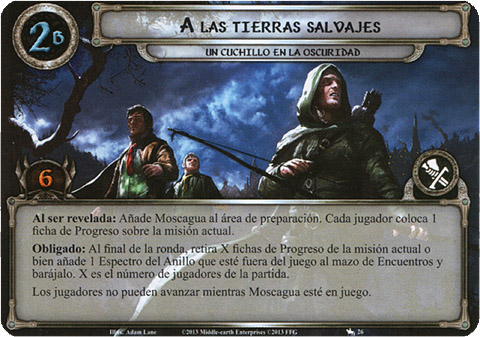 2B
A LAS TIERRAS SALVAJES
UN CUCHILLO EN LA OSCURIDAD
6
Al ser revelada: Añade Moscagua al área de preparación. Cada jugador coloca 1
ficha de Progreso sobre la misión actual.
Obligado: Al final de la ronda, retira X fichas de Progreso de la misión actual o
bien añade 1 Espectro del Anillo que esté fuera del juego al mazo de Encuentros y
barájalo. X es el número de jugadores de la partida.
Los jugadores no pueden avanzar mientras Moscagua esté en juego.
Illus. Adam Lane
©2013 Middle-earth Enterprises ©2013 FFG
26